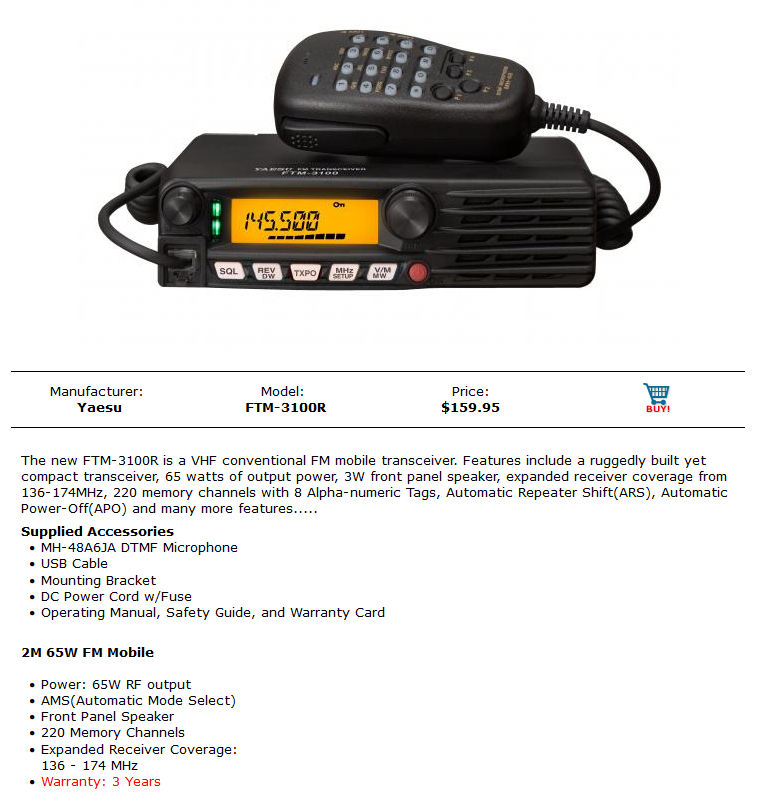 YAESU FM TRANSCEIVER
FTM-3100
145.500
SQL
REV
DW
TXPO
MHz
SETUP
V/M
MW
Manufacturer: Model: Price:
Yaesu FTM-3100R $159.95 BUY!
The new FTM-3100R is a VHF conventional FM mobile transceiver. Features include a ruggedly built yet
compact transceiver, 65 watts of output power, 3W front panel speaker, expanded receiver coverage from
136-174MHz, 220 memory channels with 8 Alpha-numeric Tags, Automatic Repeater Shift(ARS), Automatic
Power-Off(APO) and many more features.....
Supplied Accessories
• MH-48A6JA DTMF Microphone
• USB Cable
• Mounting Bracket
• DC Power Cord w/Fuse
• Operating Manual, Safety Guide, and Warranty Card
2M 65W FM Mobile
• Power: 65W RF output
• AMS(Automatic Mode Select)
• Front Panel Speaker
• 220 Memory Channels
• Expanded Receiver Coverage:
136 - 174 MHz
• Warranty: 3 Years